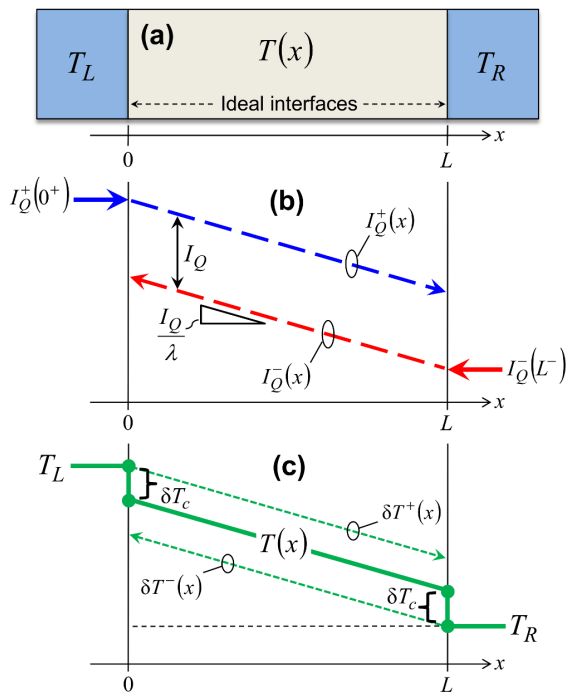 (a)
T_L
T(x)
T_R
Ideal interfaces
x
0
L
(b)
I_Q^+(0^+)
I_Q^+(x)
I_Q
I_Q
λ
I_Q^-(x)
I_Q^-(L^-)
x
0
L
(c)
T_L
δT_c
δT^+(x)
T(x)
δT^-(x)
δT_c
T_R
x
0
L